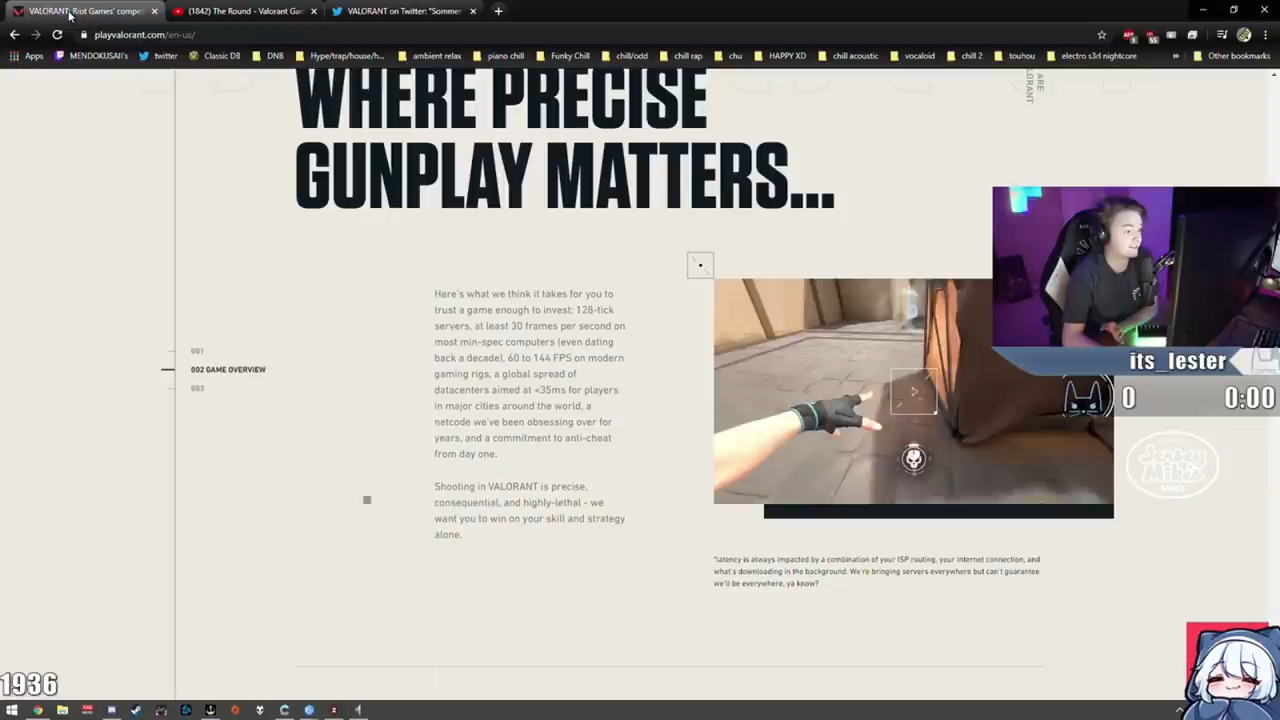 VALORANT: Riot Games' compet
(1842) The Round - Valorant Gam
VALORANT on Twitter: "Summer
playvalorant.com/en-us/
Apps
MENDOKUSAII's
twitter
Classic DB
DNB
Hype/trap/house/h...
ambient relax
piano chill
Funky Chill
chill/odd
chill rap
chu
HAPPY XD
chill acoustic
vocaloid
chill 2
touhou
electro s3rl nightcore
Other bookmarks
ARE
LORANT
WHERE PRECISE
GUNPLAY MATTERS...
Here's what we think it takes for you to
trust a game enough to invest: 128-tick
servers, at least 30 frames per second on
most min-spec computers (even dating
back a decade), 60 to 144 FPS on modern
gaming rigs, a global spread of
datacenters aimed at <35ms for players
in major cities around the world, a
netcode we've been obsessing over for
years, and a commitment to anti-cheat
from day one.
Shooting in VALORANT is precise,
consequential, and highly-lethal - we
want you to win on your skill and strategy
alone.
001
002 GAME OVERVIEW
003
its_lester
0
0:00
Jersey
Mike's
SUBS
*latency is always impacted by a combination of your ISP routing, your internet connection, and
what's downloading in the background. We're bringing servers everywhere but can't guarantee
we'll be everywhere, ya know?
1936